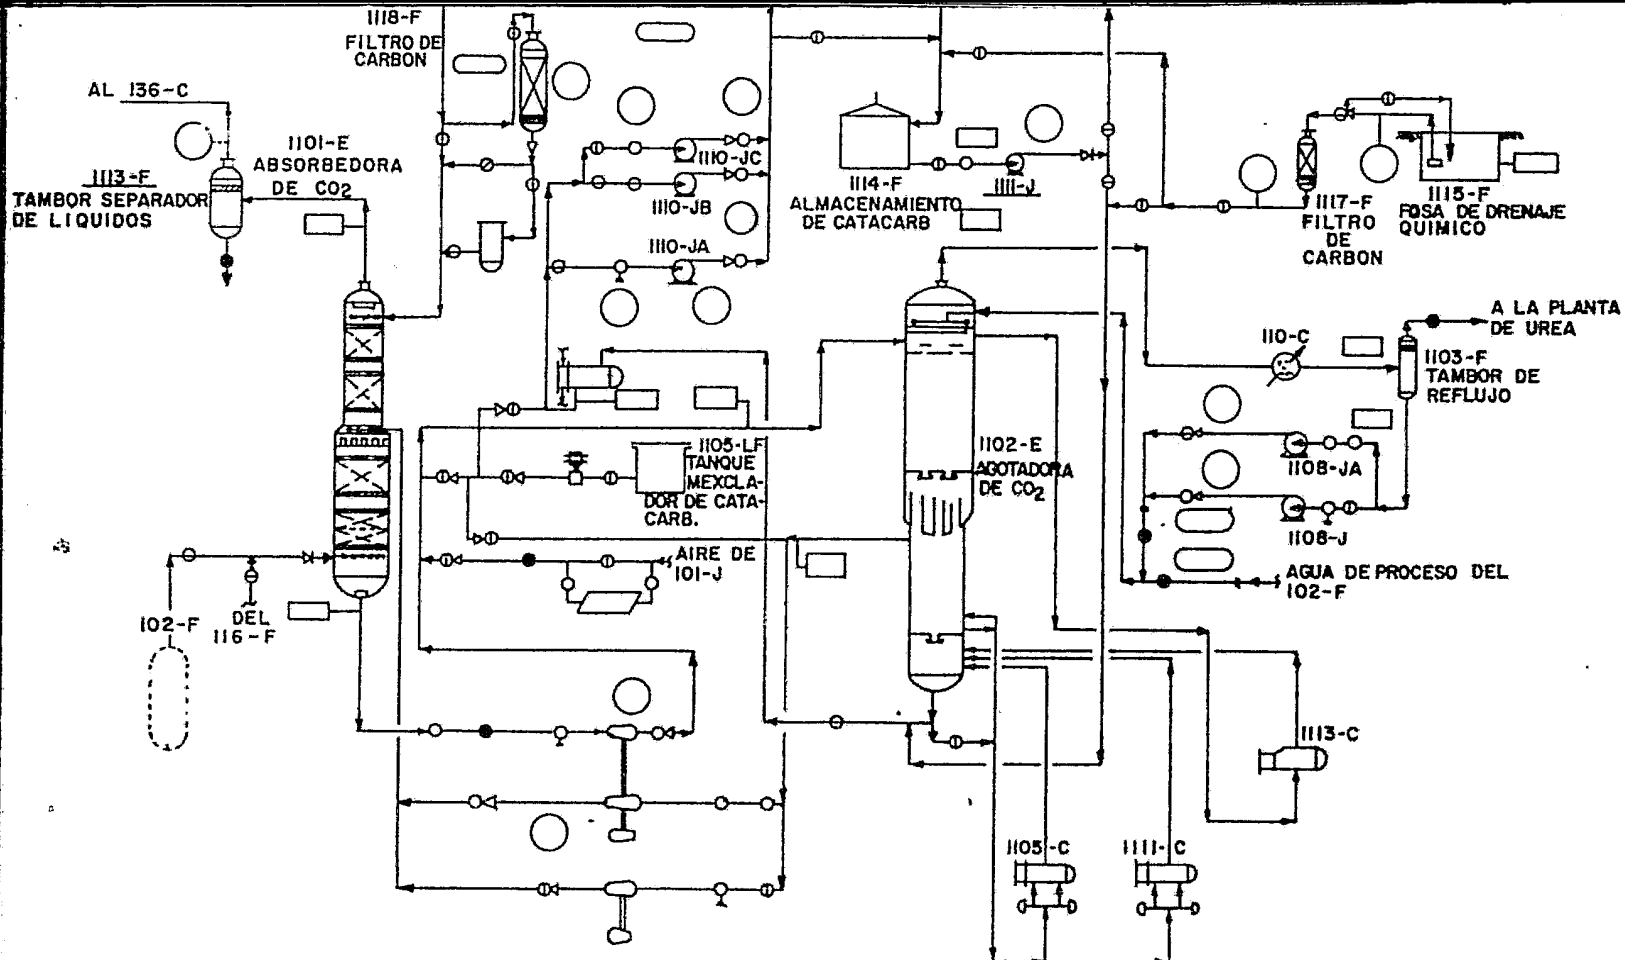 1118-F
FILTRO DE
CARBON
AL 136-C
1101-E
ABSORBEDORA
DE CO2
1113-F
TAMBOR SEPARADOR
DE LIQUIDOS
1110-JC
1110-JB
1110-JA
1114-F
ALMACENAMIENTO
DE CATACARB
1111-J
1117-F
FILTRO
DE
CARBON
1115-F
FOSA DE DRENAJE
QUIMICO
A LA PLANTA
DE UREA
110-C
1103-F
TAMBOR DE
REFLUJO
1102-E
AGOTADORA
DE CO2
1105-LF
TANQUE
MEXCLA-
DOR DE CATA-
CARB.
1108-JA
1108-J
AIRE DE
101-J
AGUA DE PROCESO DEL
102-F
102-F
DEL
116-F
1113-C
1105-C
1111-C